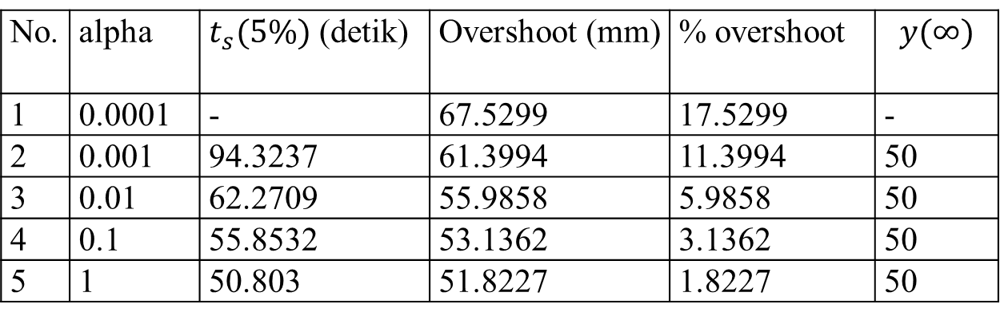 No. alpha t_s(5%) (detik) Overshoot (mm) % overshoot y(∞)
1 0.0001 - 67.5299 17.5299 -
2 0.001 94.3237 61.3994 11.3994 50
3 0.01 62.2709 55.9858 5.9858 50
4 0.1 55.8532 53.1362 3.1362 50
5 1 50.803 51.8227 1.8227 50